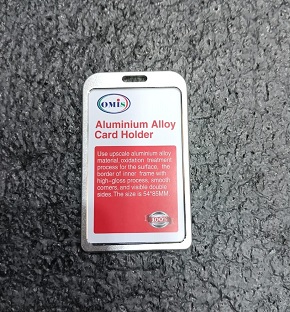 OMIS
Aluminium Alloy
Card Holder
Use upscale aluminium alloy
material, oxidation treatment
process for the surface, the
border of inner frame with
high-gloss process, smooth
corners, and visible double
sides. The size is 54*85MM
100%